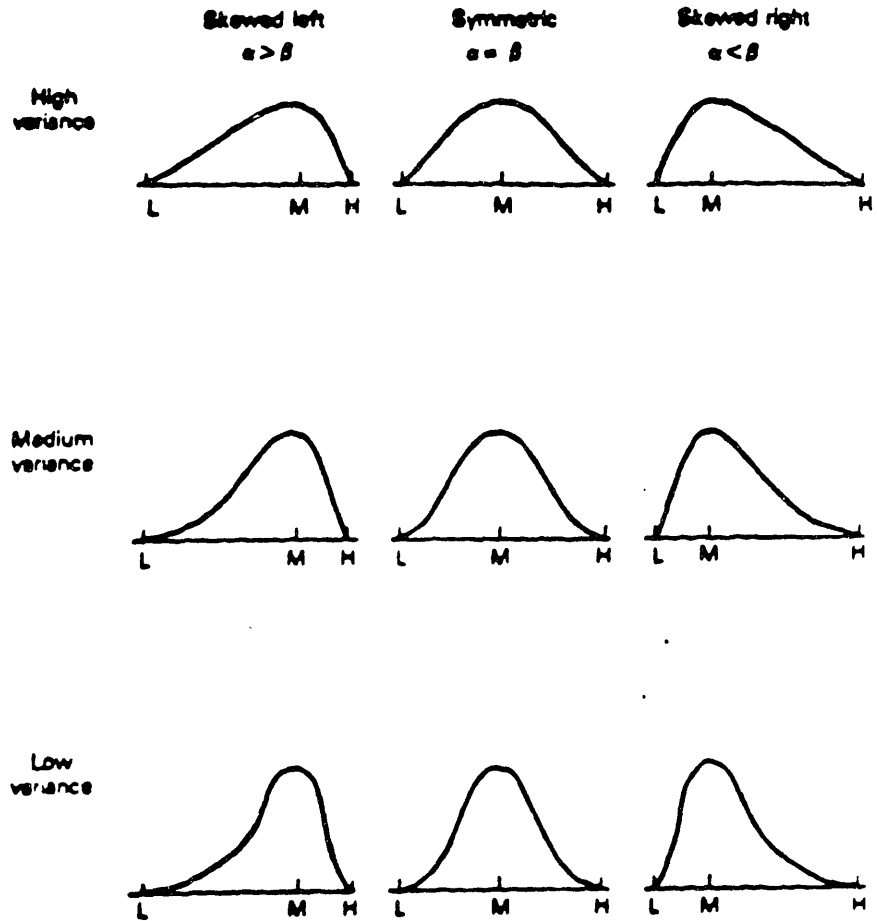 Skewed left Symmetric Skewed right
α > β α = β α < β
High
variance
L M H L M H L M H
Medium
variance
L M H L M H L M H
Low
variance
L M H L M H L M H